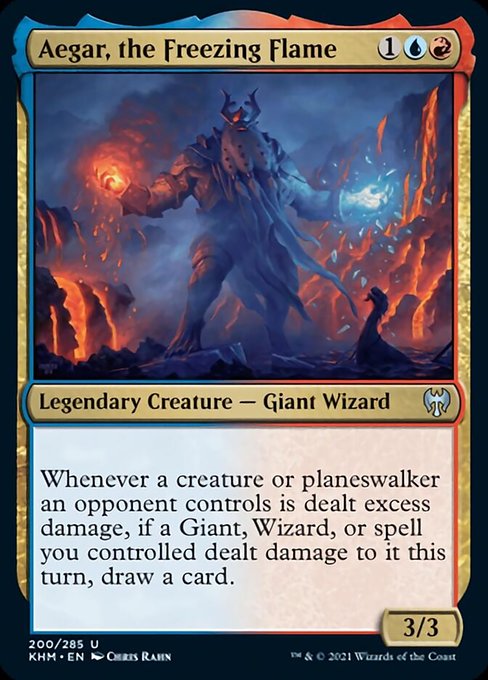 Aegar, the Freezing Flame 1
Legendary Creature — Giant Wizard
Whenever a creature or planeswalker
an opponent controls is dealt excess
damage, if a Giant, Wizard, or spell
you controlled dealt damage to it this
turn, draw a card.
3/3
200/285 U
KHM • EN Chris Rahn
™ & © 2021 Wizards of the Coast